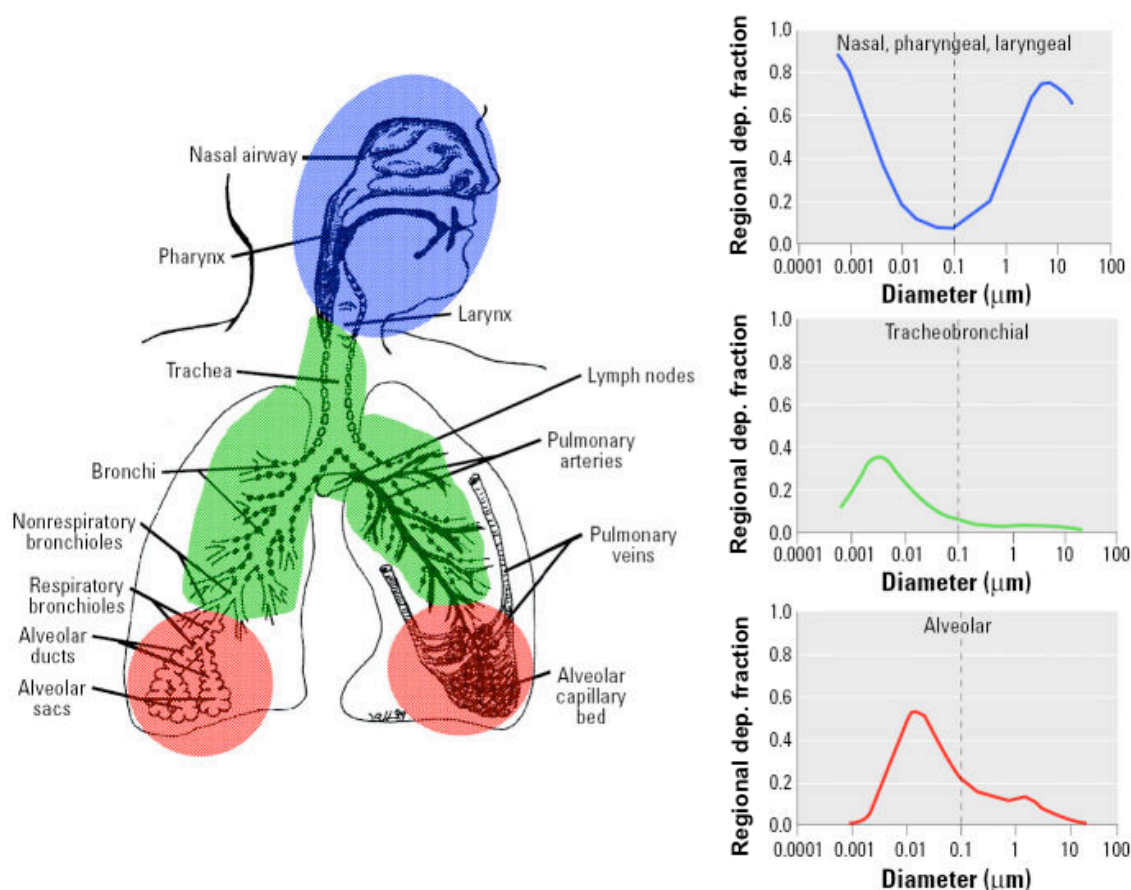 Nasal airway
Pharynx
Larynx
Trachea
Lymph nodes
Bronchi
Pulmonary
arteries
Nonrespiratory
bronchioles
Pulmonary
veins
Respiratory
bronchioles
Alveolar
ducts
Alveolar
sacs
Alveolar
capillary
bed
Nasal, pharyngeal, laryngeal
Regional dep. fraction
1.0
0.8
0.6
0.4
0.2
0.0
0.0001 0.001 0.01 0.1 1 10 100
Diameter (μm)
Tracheobronchial
Regional dep. fraction
1.0
0.8
0.6
0.4
0.2
0.0
0.0001 0.001 0.01 0.1 1 10 100
Diameter (μm)
Alveolar
Regional dep. fraction
1.0
0.8
0.6
0.4
0.2
0.0
0.0001 0.001 0.01 0.1 1 10 100
Diameter (μm)